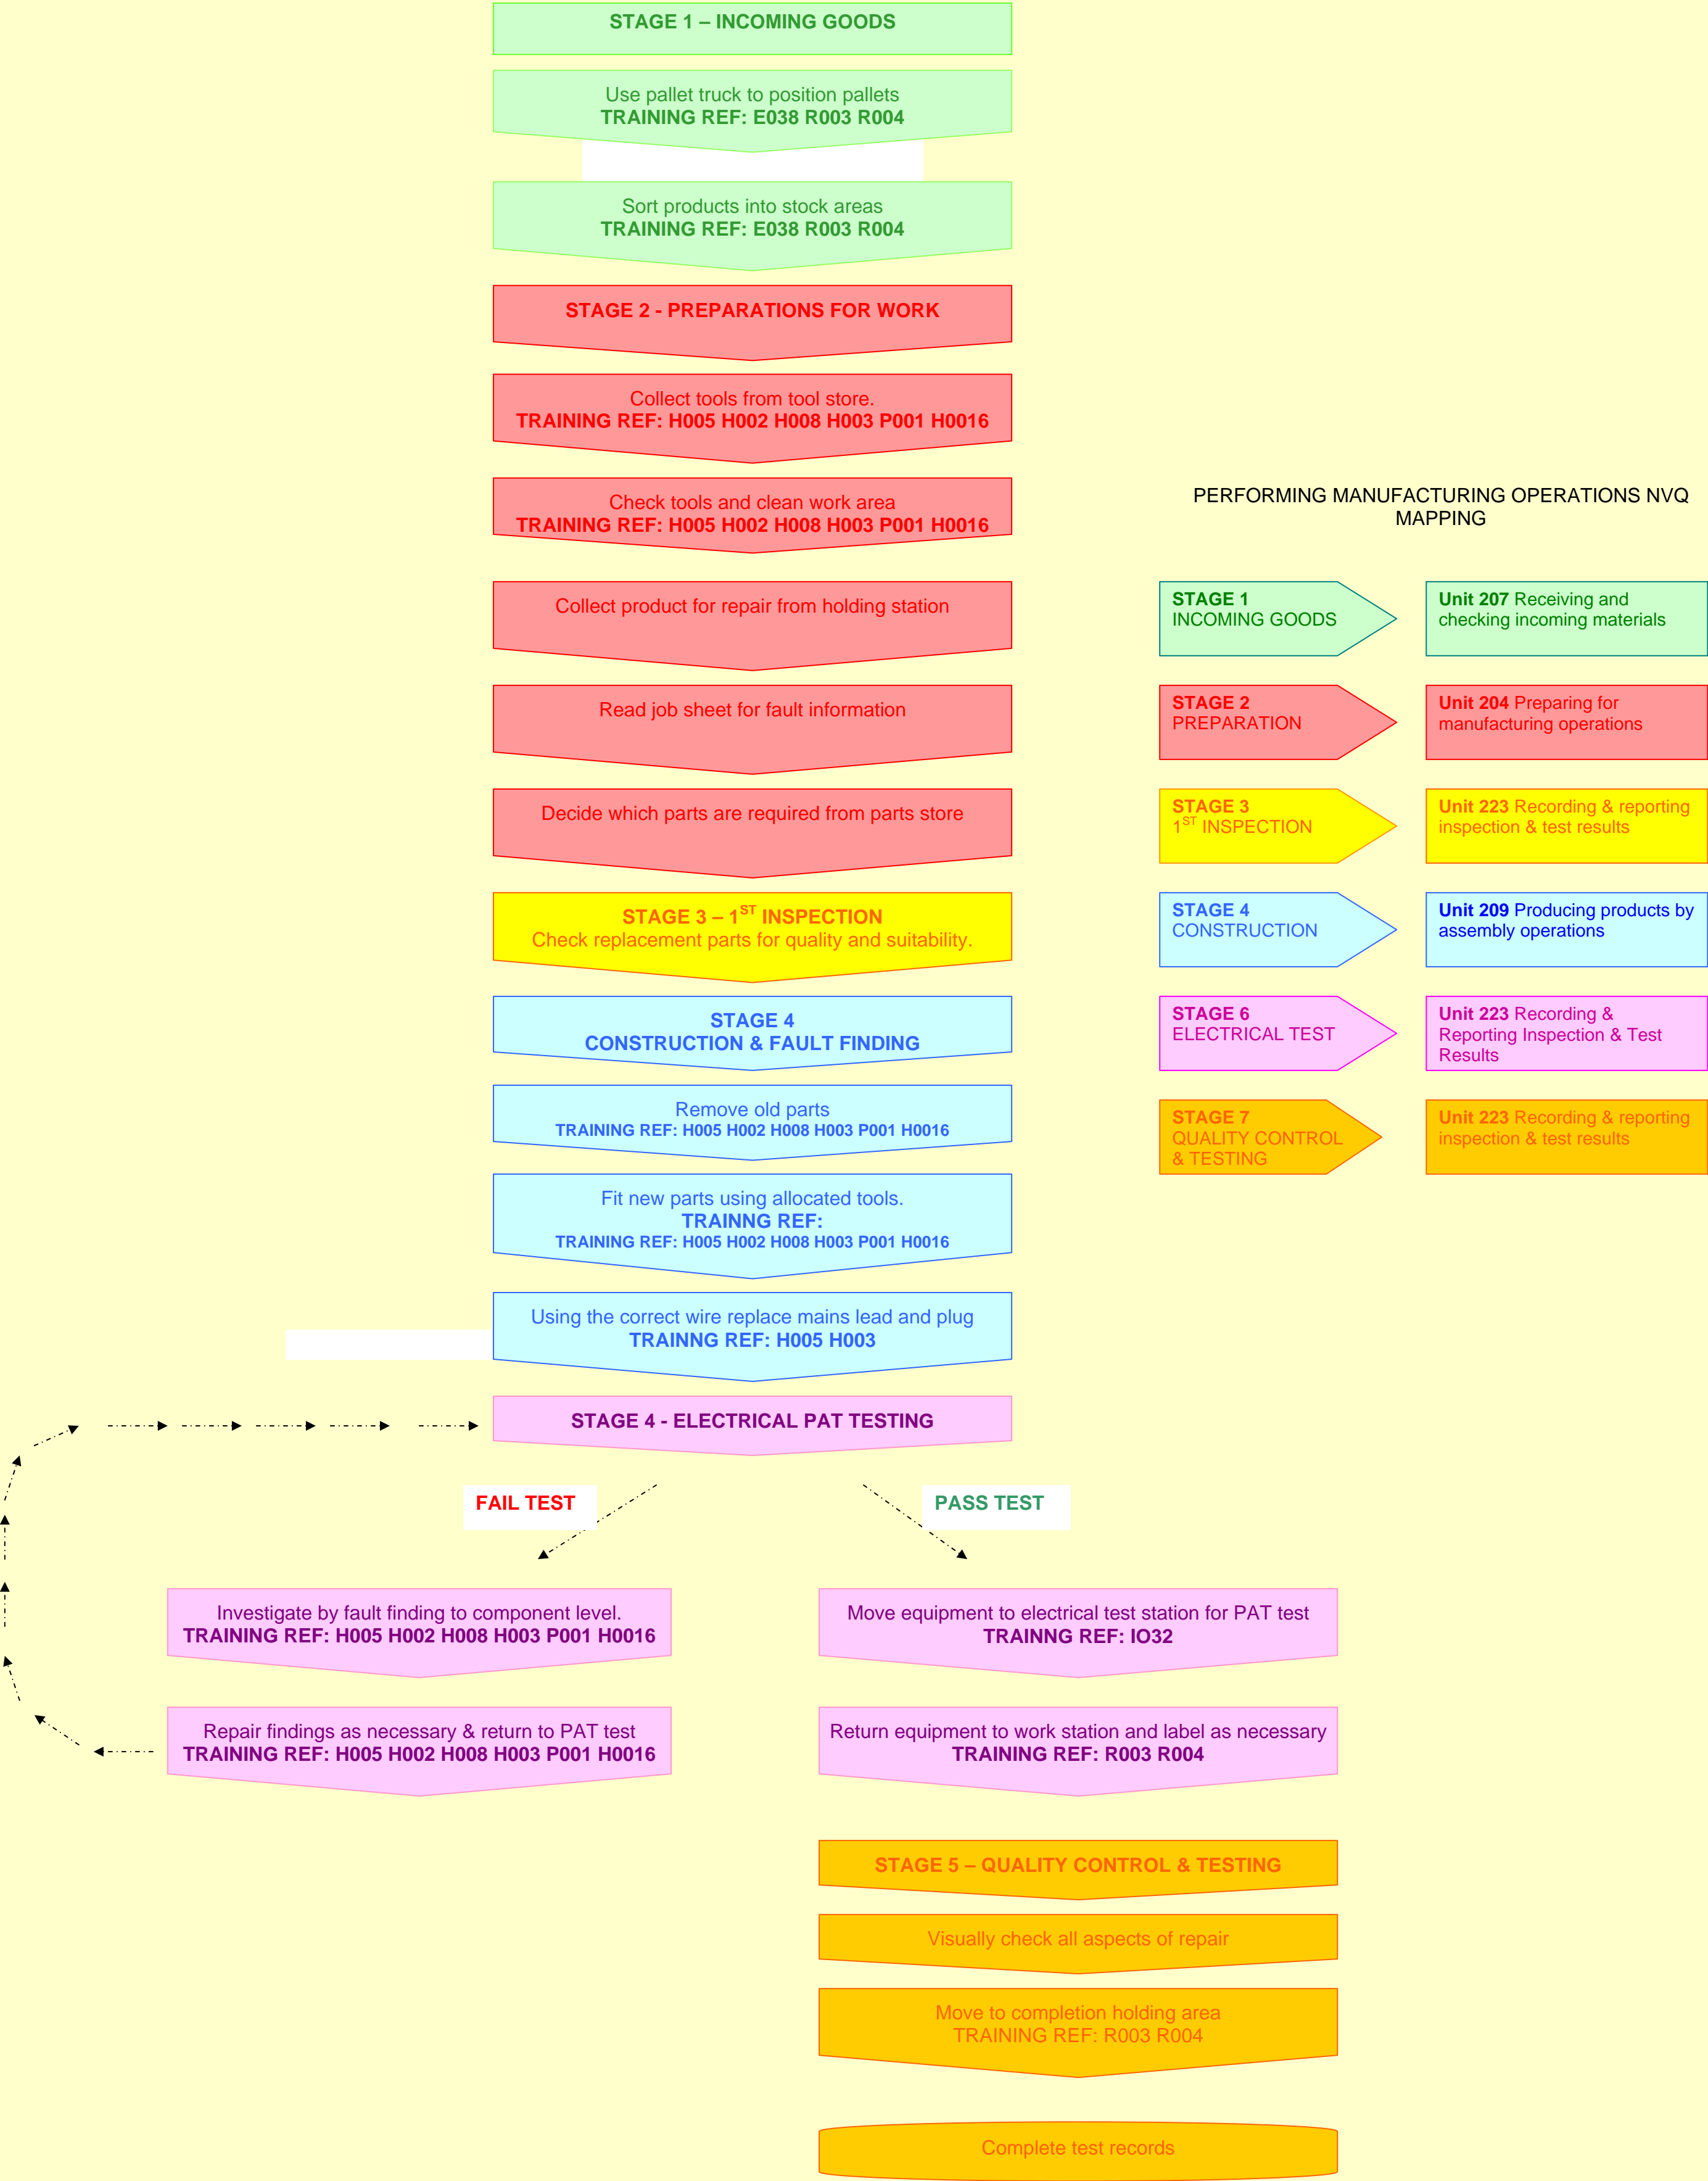 STAGE 1 – INCOMING GOODS
Use pallet truck to position pallets
TRAINING REF: E038 R003 R004
Sort products into stock areas
TRAINING REF: E038 R003 R004
STAGE 2 - PREPARATIONS FOR WORK
Collect tools from tool store.
TRAINING REF: H005 H002 H008 H003 P001 H0016
Check tools and clean work area
TRAINING REF: H005 H002 H008 H003 P001 H0016
Collect product for repair from holding station
Read job sheet for fault information
Decide which parts are required from parts store
STAGE 3 – 1ST INSPECTION
Check replacement parts for quality and suitability.
STAGE 4
CONSTRUCTION & FAULT FINDING
Remove old parts
TRAINING REF: H005 H002 H008 H003 P001 H0016
Fit new parts using allocated tools.
TRAINNG REF:
TRAINING REF: H005 H002 H008 H003 P001 H0016
Using the correct wire replace mains lead and plug
TRAINNG REF: H005 H003
STAGE 4 - ELECTRICAL PAT TESTING
FAIL TEST
PASS TEST
Investigate by fault finding to component level.
TRAINING REF: H005 H002 H008 H003 P001 H0016
Repair findings as necessary & return to PAT test
TRAINING REF: H005 H002 H008 H003 P001 H0016
Move equipment to electrical test station for PAT test
TRAINNG REF: IO32
Return equipment to work station and label as necessary
TRAINING REF: R003 R004
STAGE 5 – QUALITY CONTROL & TESTING
Visually check all aspects of repair
Move to completion holding area
TRAINING REF: R003 R004
Complete test records
PERFORMING MANUFACTURING OPERATIONS NVQ
MAPPING
STAGE 1
INCOMING GOODS
Unit 207 Receiving and
checking incoming materials
STAGE 2
PREPARATION
Unit 204 Preparing for
manufacturing operations
STAGE 3
1ST INSPECTION
Unit 223 Recording & reporting
inspection & test results
STAGE 4
CONSTRUCTION
Unit 209 Producing products by
assembly operations
STAGE 6
ELECTRICAL TEST
Unit 223 Recording &
Reporting Inspection & Test
Results
STAGE 7
QUALITY CONTROL
& TESTING
Unit 223 Recording & reporting
inspection & test results